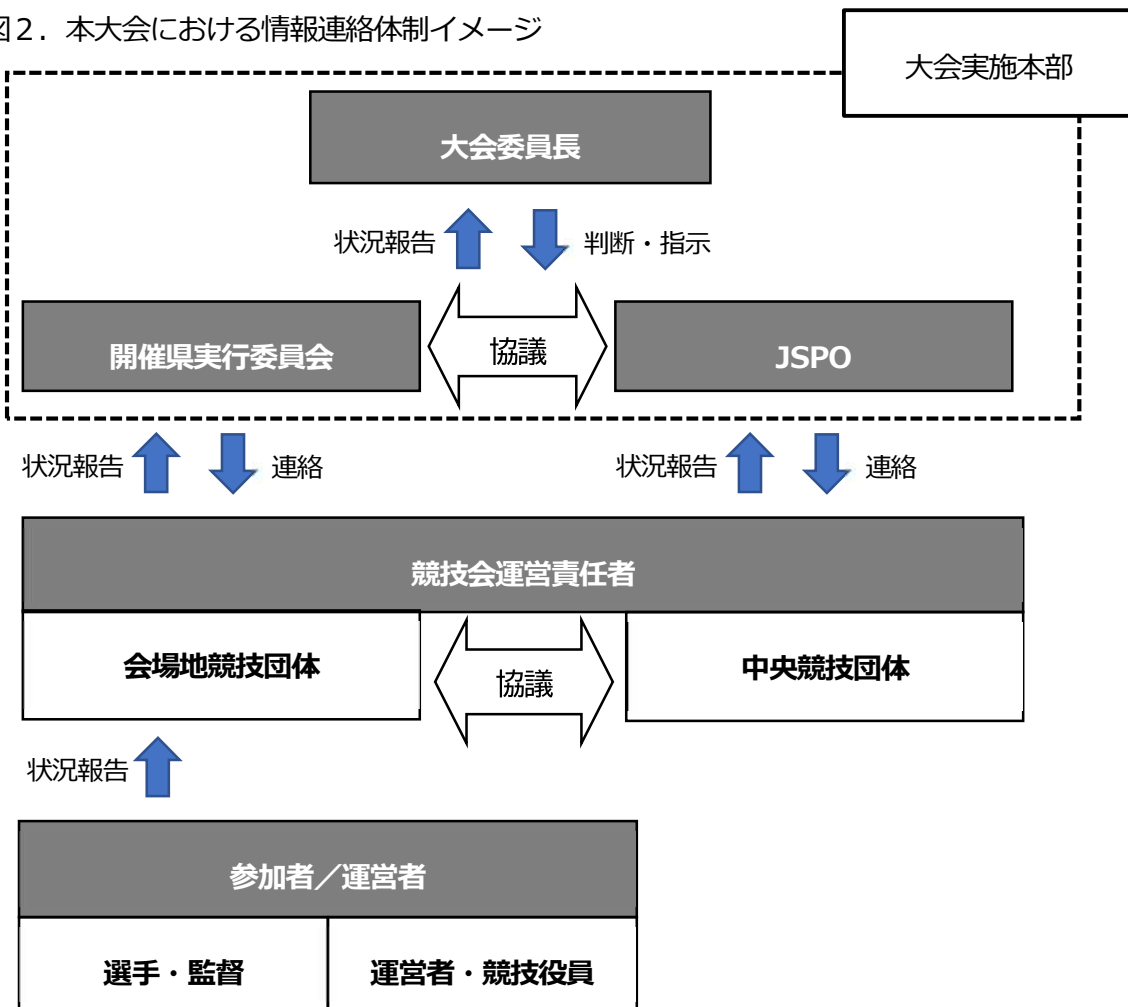 図2．本大会における情報連絡体制イメージ
大会実施本部
大会委員長
状況報告
判断・指示
開催県実行委員会
協議
JSPO
状況報告
連絡
状況報告
連絡
競技会運営責任者
会場地競技団体
協議
中央競技団体
状況報告
参加者／運営者
選手・監督
運営者・競技役員